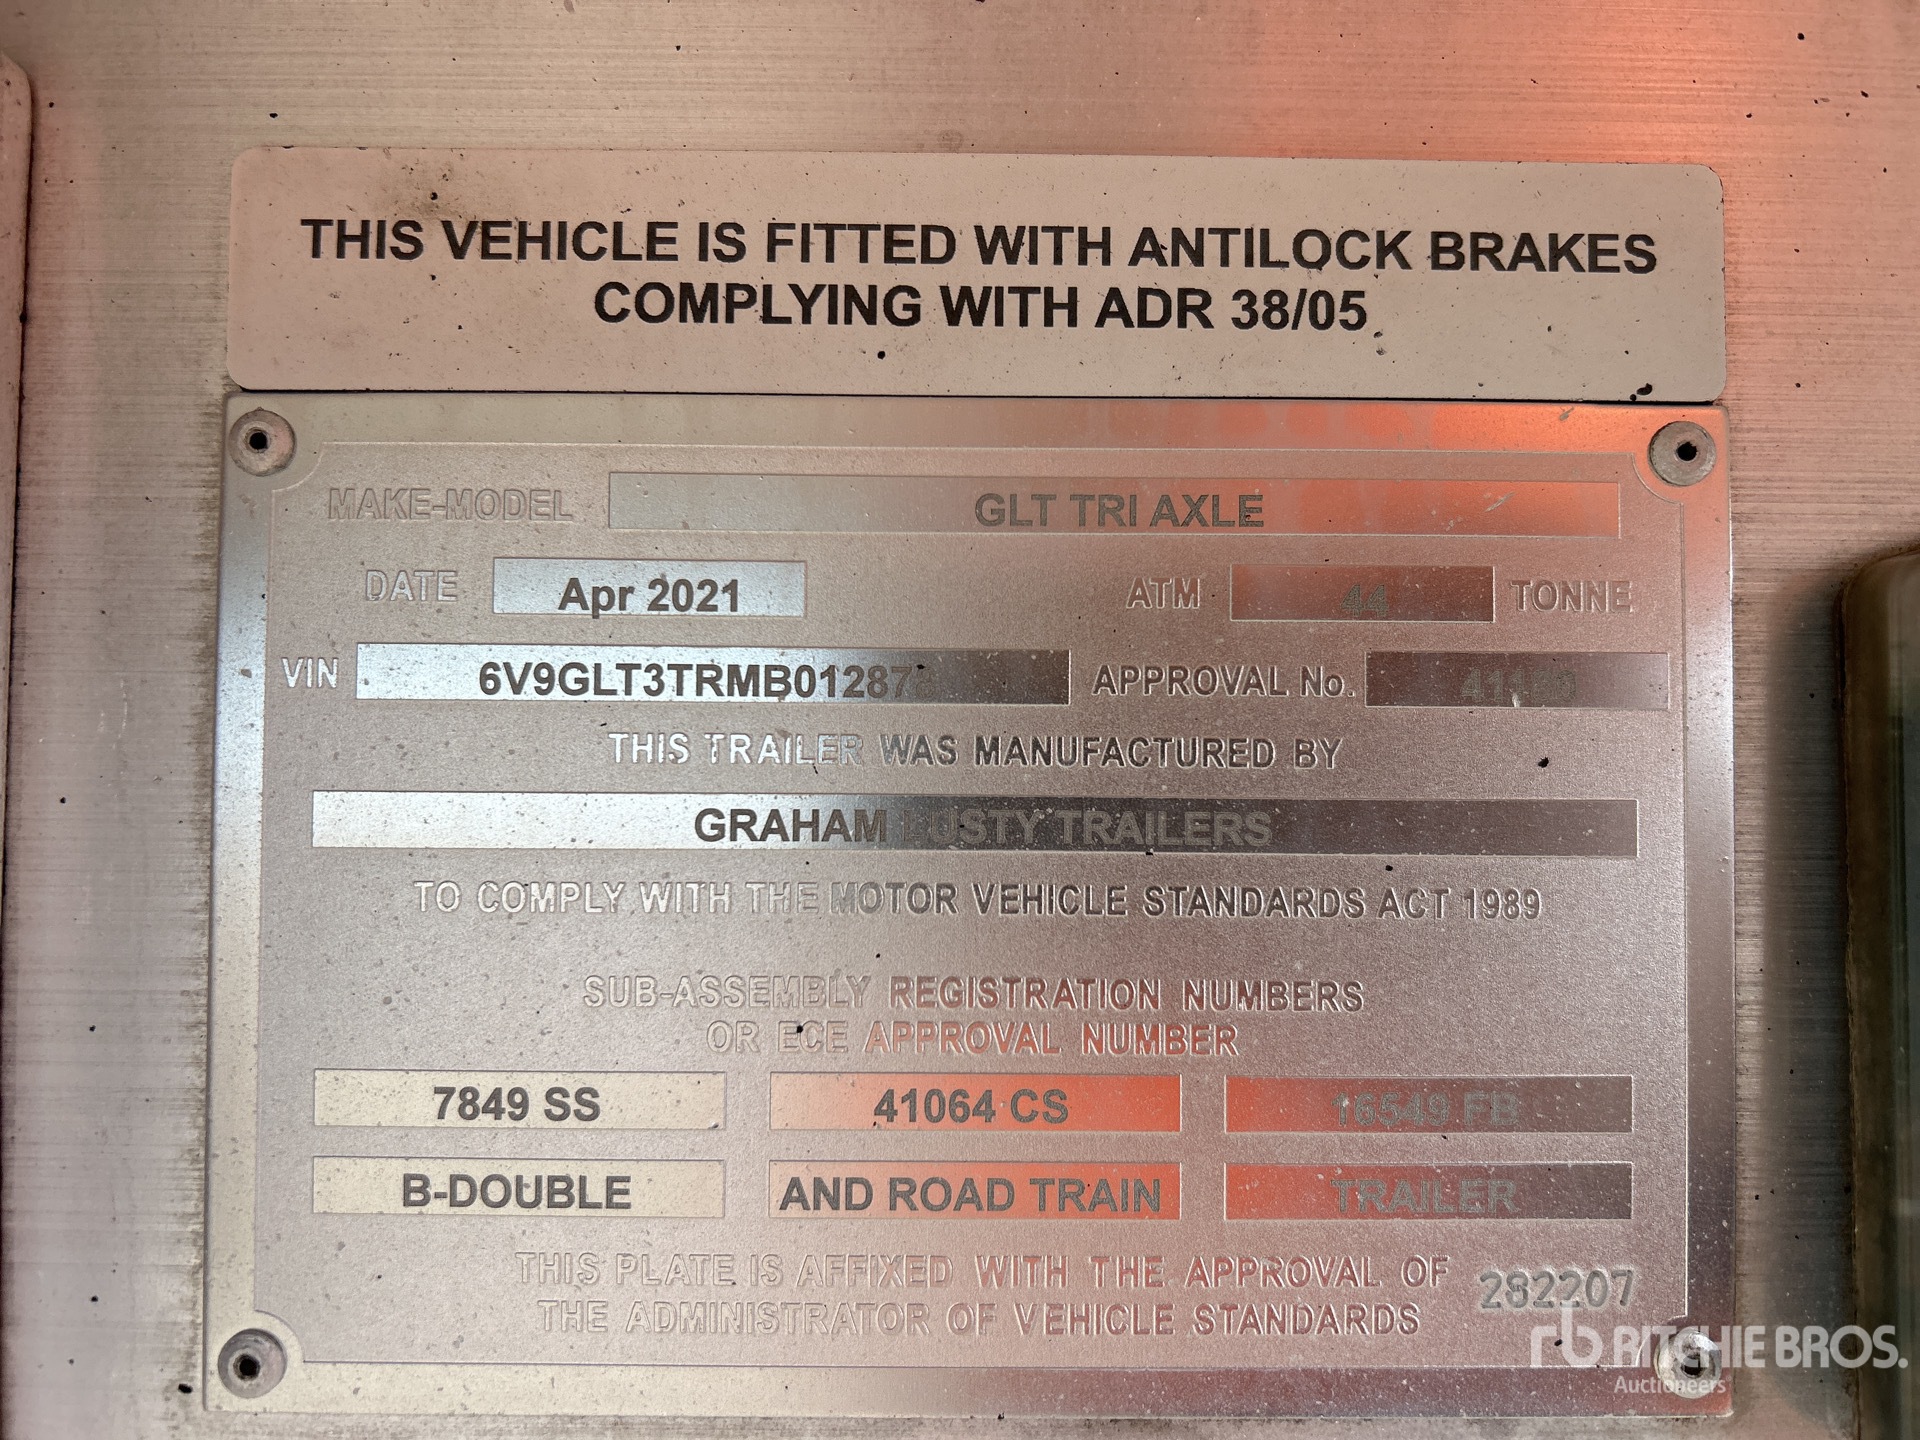 THIS VEHICLE IS FITTED WITH ANTILOCK BRAKES
COMPLYING WITH ADR 38/05
MAKE-MODEL GLT TRI AXLE
DATE Apr 2021 ATM 44 TONNE
VIN APPROVAL No.
THIS TRAILER WAS MANUFACTURED BY
GRAHAM LUSTY TRAILERS
TO COMPLY WITH THE MOTOR VEHICLE STANDARDS ACT 1989
SUB-ASSEMBLY REGISTRATION NUMBERS
OR ECE APPROVAL NUMBER
7849 SS 41064 CS 16549 FB
B-DOUBLE AND ROAD TRAIN TRAILER
THIS PLATE IS AFFIXED WITH THE APPROVAL OF
THE ADMINISTRATOR OF VEHICLE STANDARDS 282207
rb RITCHIE BROS.
Auctioneers